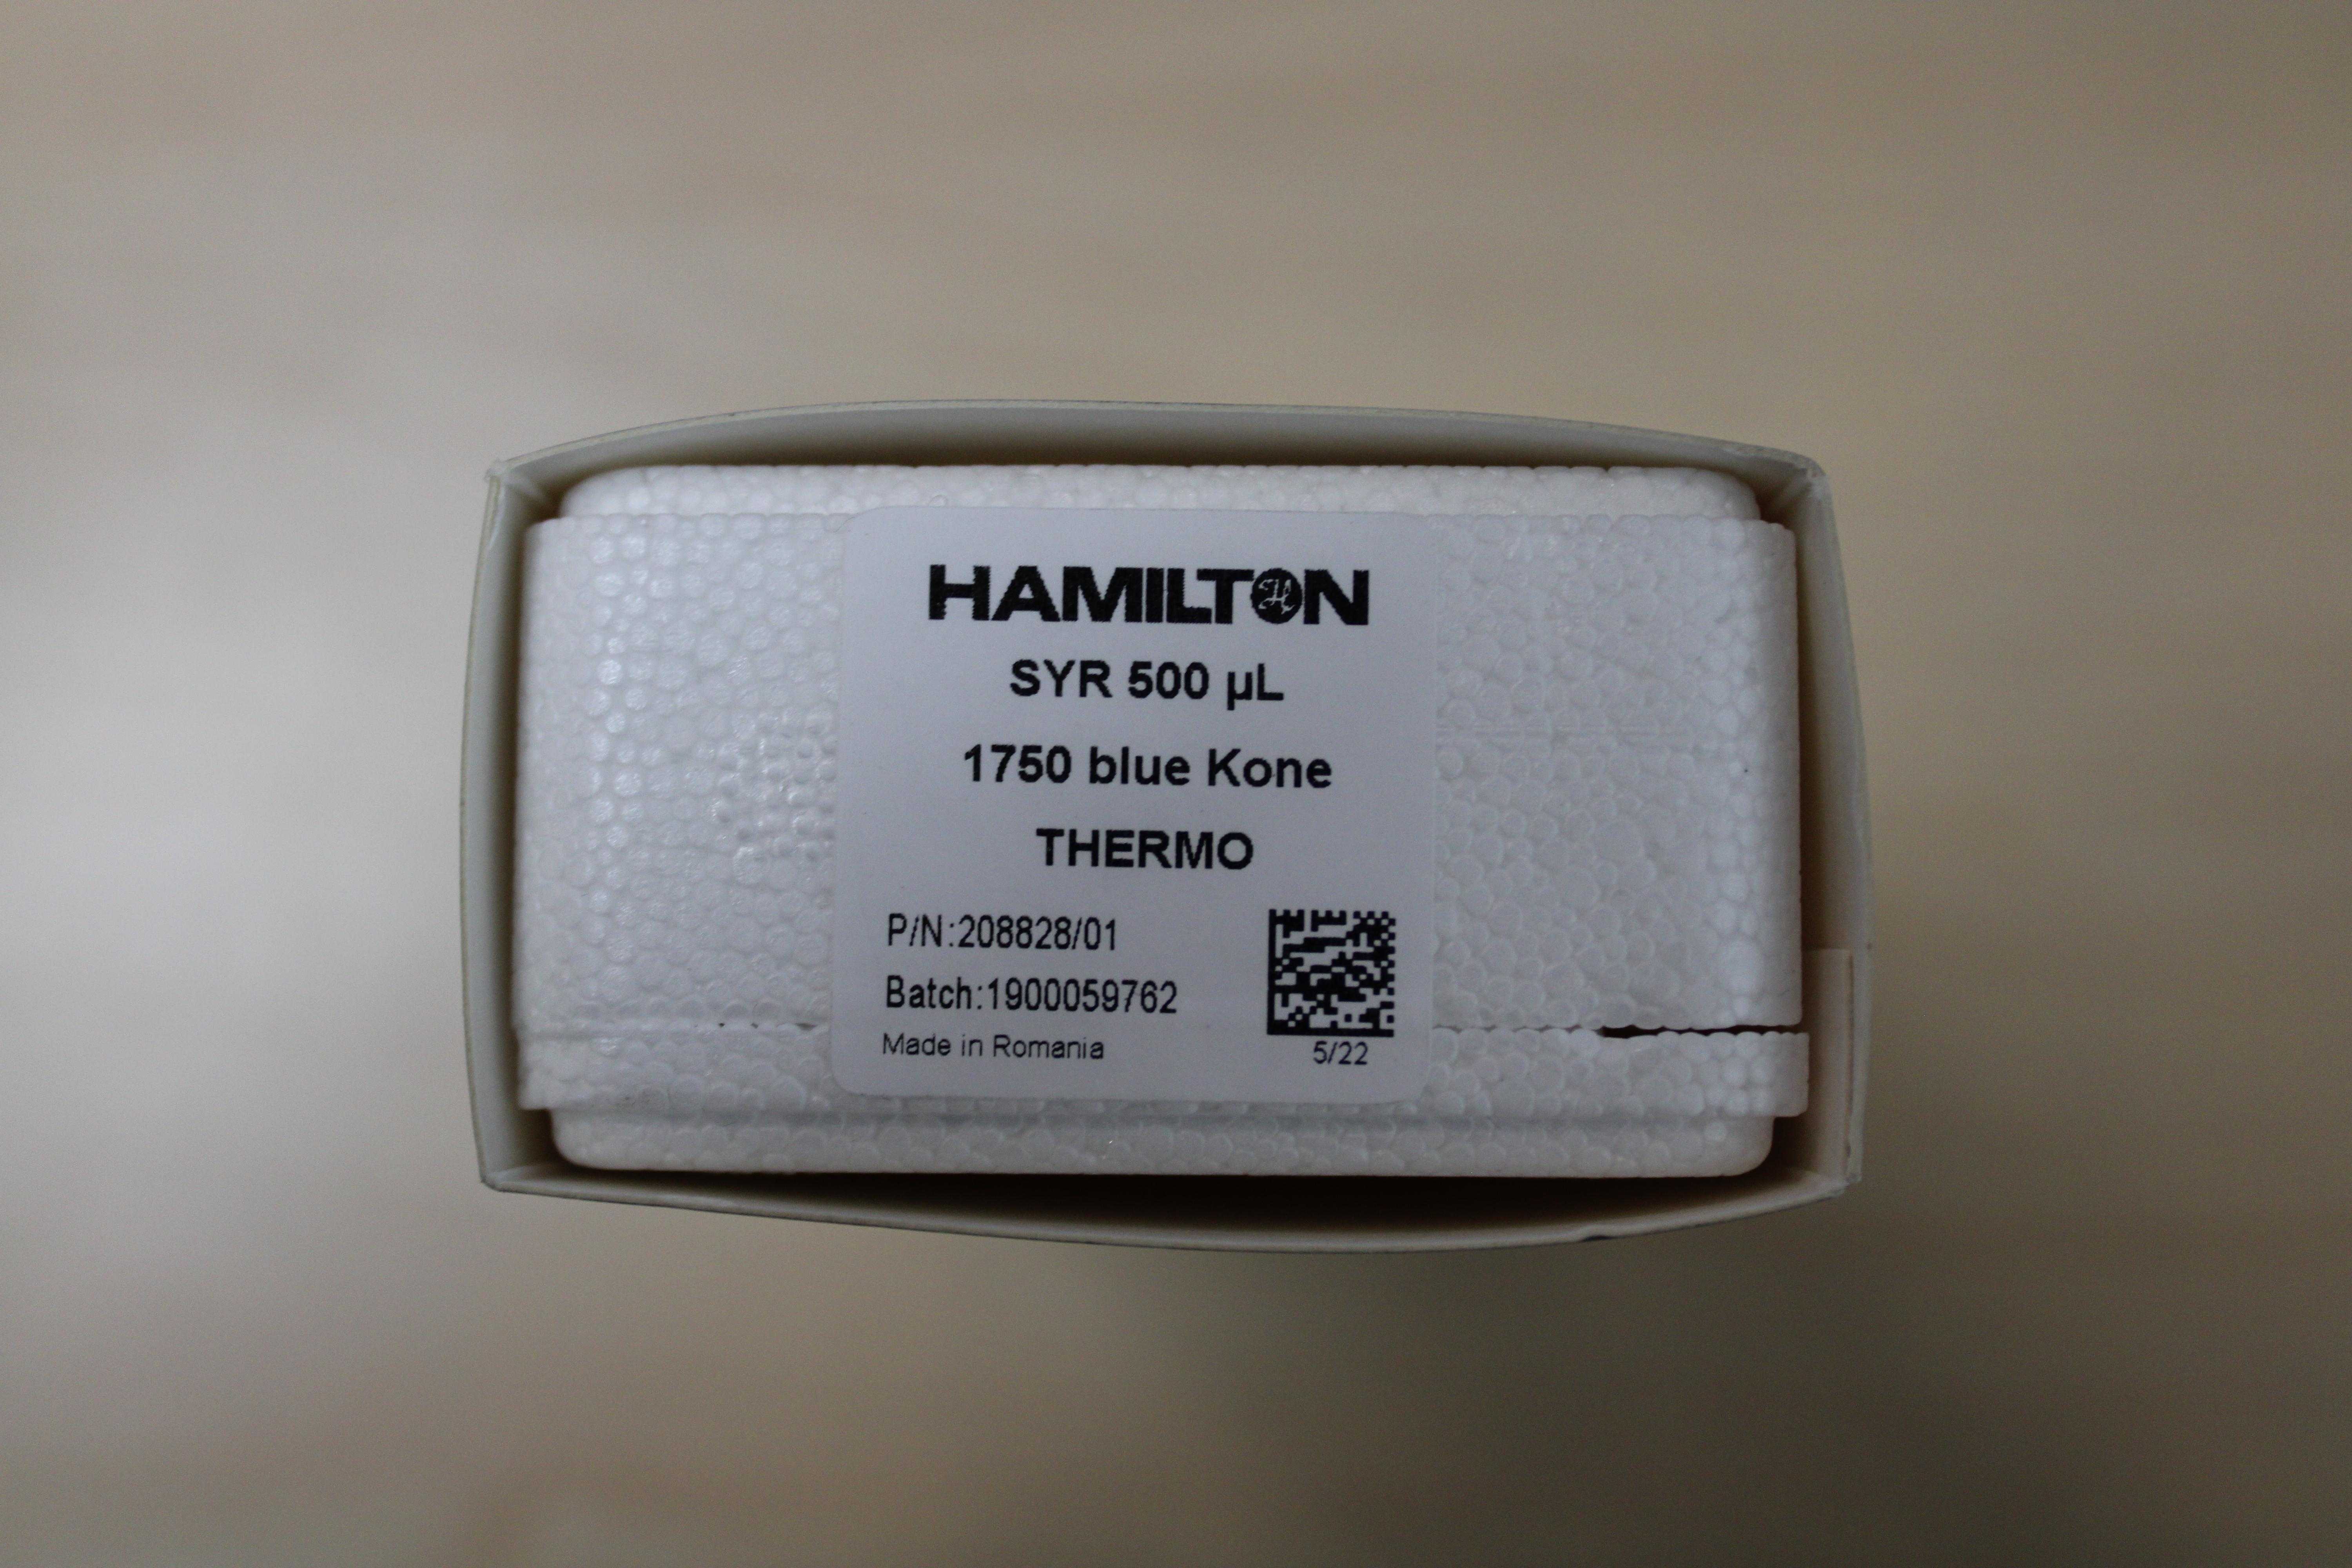 HAMILTON
SYR 500 µL
1750 blue Kone
THERMO
P/N:208828/01
Batch:1900059762
Made in Romania
5/22